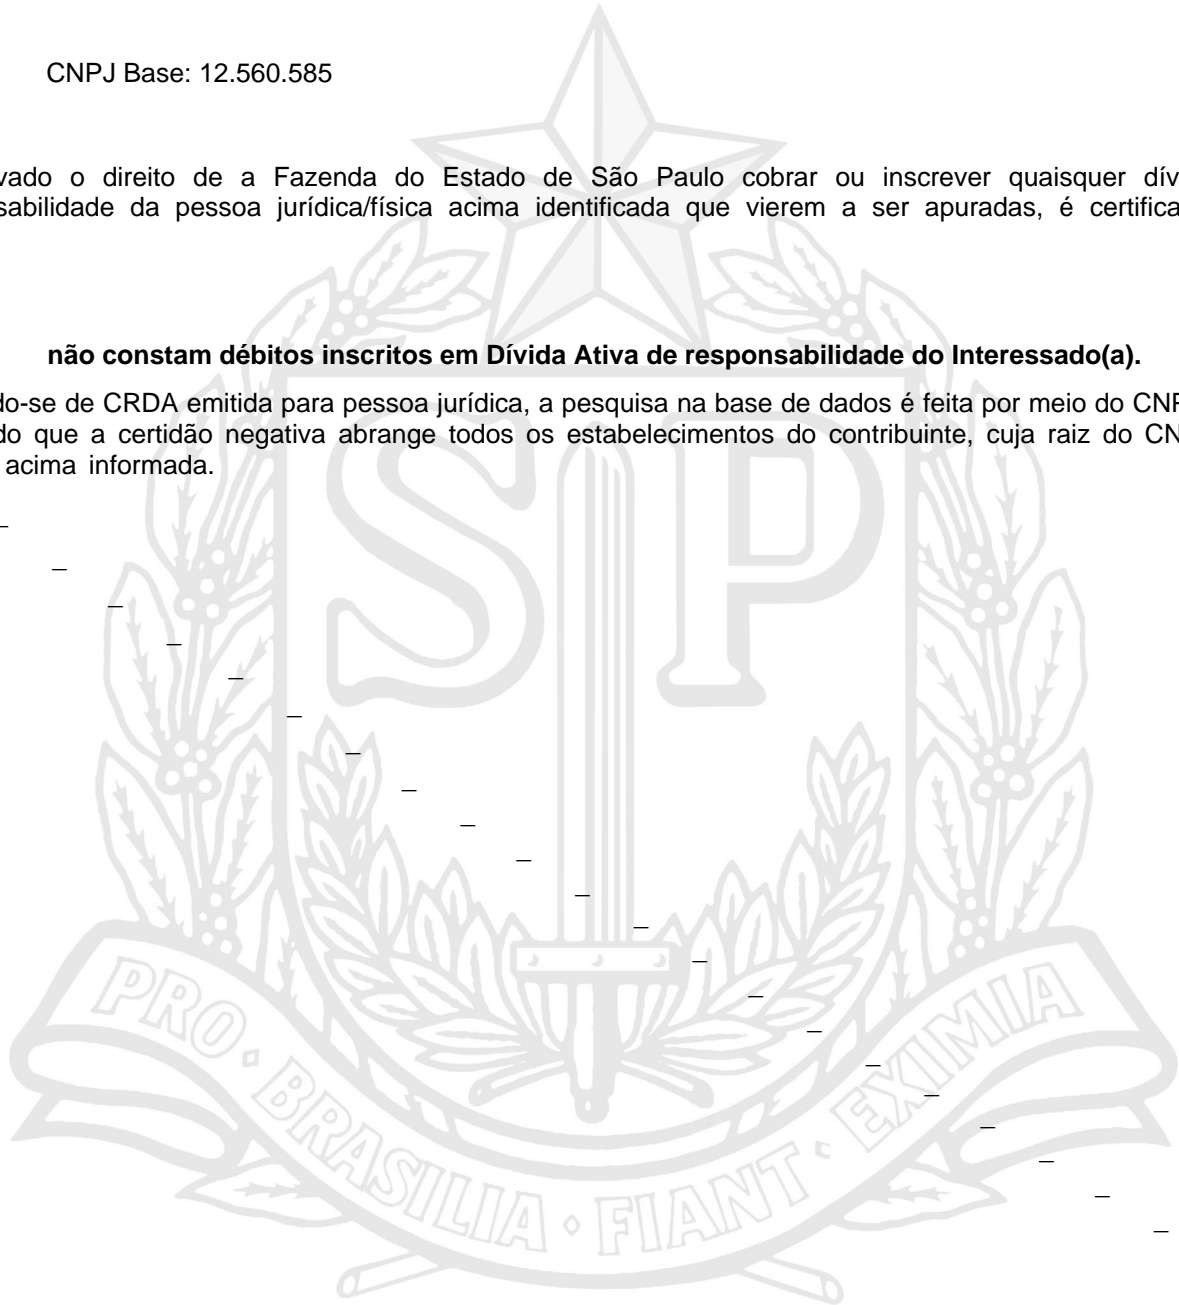 CNPJ Base: 12.560.585
vado o direito de a Fazenda do Estado de São Paulo cobrar ou inscrever quaisquer dív
sabilidade da pessoa jurídica/física acima identificada que vierem a ser apuradas, é certifica
não constam débitos inscritos em Dívida Ativa de responsabilidade do Interessado(a).
do-se de CRDA emitida para pessoa jurídica, a pesquisa na base de dados é feita por meio do CNP
do que a certidão negativa abrange todos os estabelecimentos do contribuinte, cuja raiz do CN
acima informada.
SP
PRO • BRASILIA • FIANT • EXIMIA